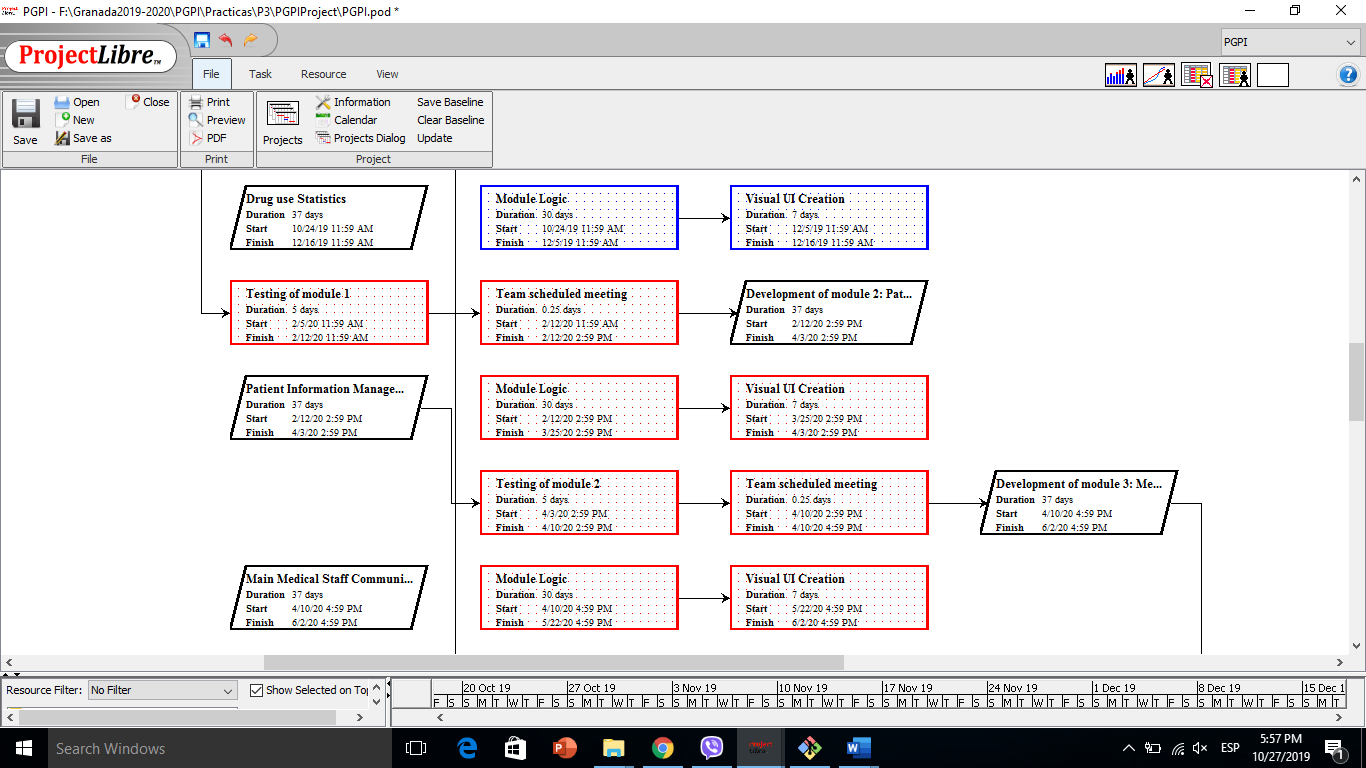 PGPI - F:\Granada2019-2020\PGPI\Practicas\P3\PGPIProject\PGPI.pod *
ProjectLibre™
PGPI
File Task Resource View
Save
Open
New
Save as
Close
File
Print
Preview
PDF
Print
Projects
Information
Calendar
Projects Dialog
Save Baseline
Clear Baseline
Update
Project
Drug use Statistics
Duration 37 days
Start 10/24/19 11:59 AM
Finish 12/16/19 11:59 AM
Module Logic
Duration 30 days
Start 10/24/19 11:59 AM
Finish 12/5/19 11:59 AM
Visual UI Creation
Duration 7 days
Start 12/5/19 11:59 AM
Finish 12/16/19 11:59 AM
Testing of module 1
Duration 5 days
Start 2/5/20 11:59 AM
Finish 2/12/20 11:59 AM
Team scheduled meeting
Duration 0.25 days
Start 2/12/20 11:59 AM
Finish 2/12/20 2:59 PM
Development of module 2: Pat...
Duration 37 days
Start 2/12/20 2:59 PM
Finish 4/3/20 2:59 PM
Patient Information Manage...
Duration 37 days
Start 2/12/20 2:59 PM
Finish 4/3/20 2:59 PM
Module Logic
Duration 30 days
Start 2/12/20 2:59 PM
Finish 3/25/20 2:59 PM
Visual UI Creation
Duration 7 days
Start 3/25/20 2:59 PM
Finish 4/3/20 2:59 PM
Testing of module 2
Duration 5 days
Start 4/3/20 2:59 PM
Finish 4/10/20 2:59 PM
Team scheduled meeting
Duration 0.25 days
Start 4/10/20 2:59 PM
Finish 4/10/20 4:59 PM
Development of module 3: Me...
Duration 37 days
Start 4/10/20 4:59 PM
Finish 6/2/20 4:59 PM
Main Medical Staff Communi...
Duration 37 days
Start 4/10/20 4:59 PM
Finish 6/2/20 4:59 PM
Module Logic
Duration 30 days
Start 4/10/20 4:59 PM
Finish 5/22/20 4:59 PM
Visual UI Creation
Duration 7 days
Start 5/22/20 4:59 PM
Finish 6/2/20 4:59 PM
Resource Filter: No Filter Show Selected on Top
20 Oct 19 27 Oct 19 3 Nov 19 10 Nov 19 17 Nov 19 24 Nov 19 1 Dec 19 8 Dec 19 15 Dec 1
F S S M T W T F S S M T W T F S S M T W T F S S M T W T F S S M T W T F S S M T W T F S S M T W T F S S M T W T F S S M T
Search Windows
ESP
5:57 PM
10/27/2019
1